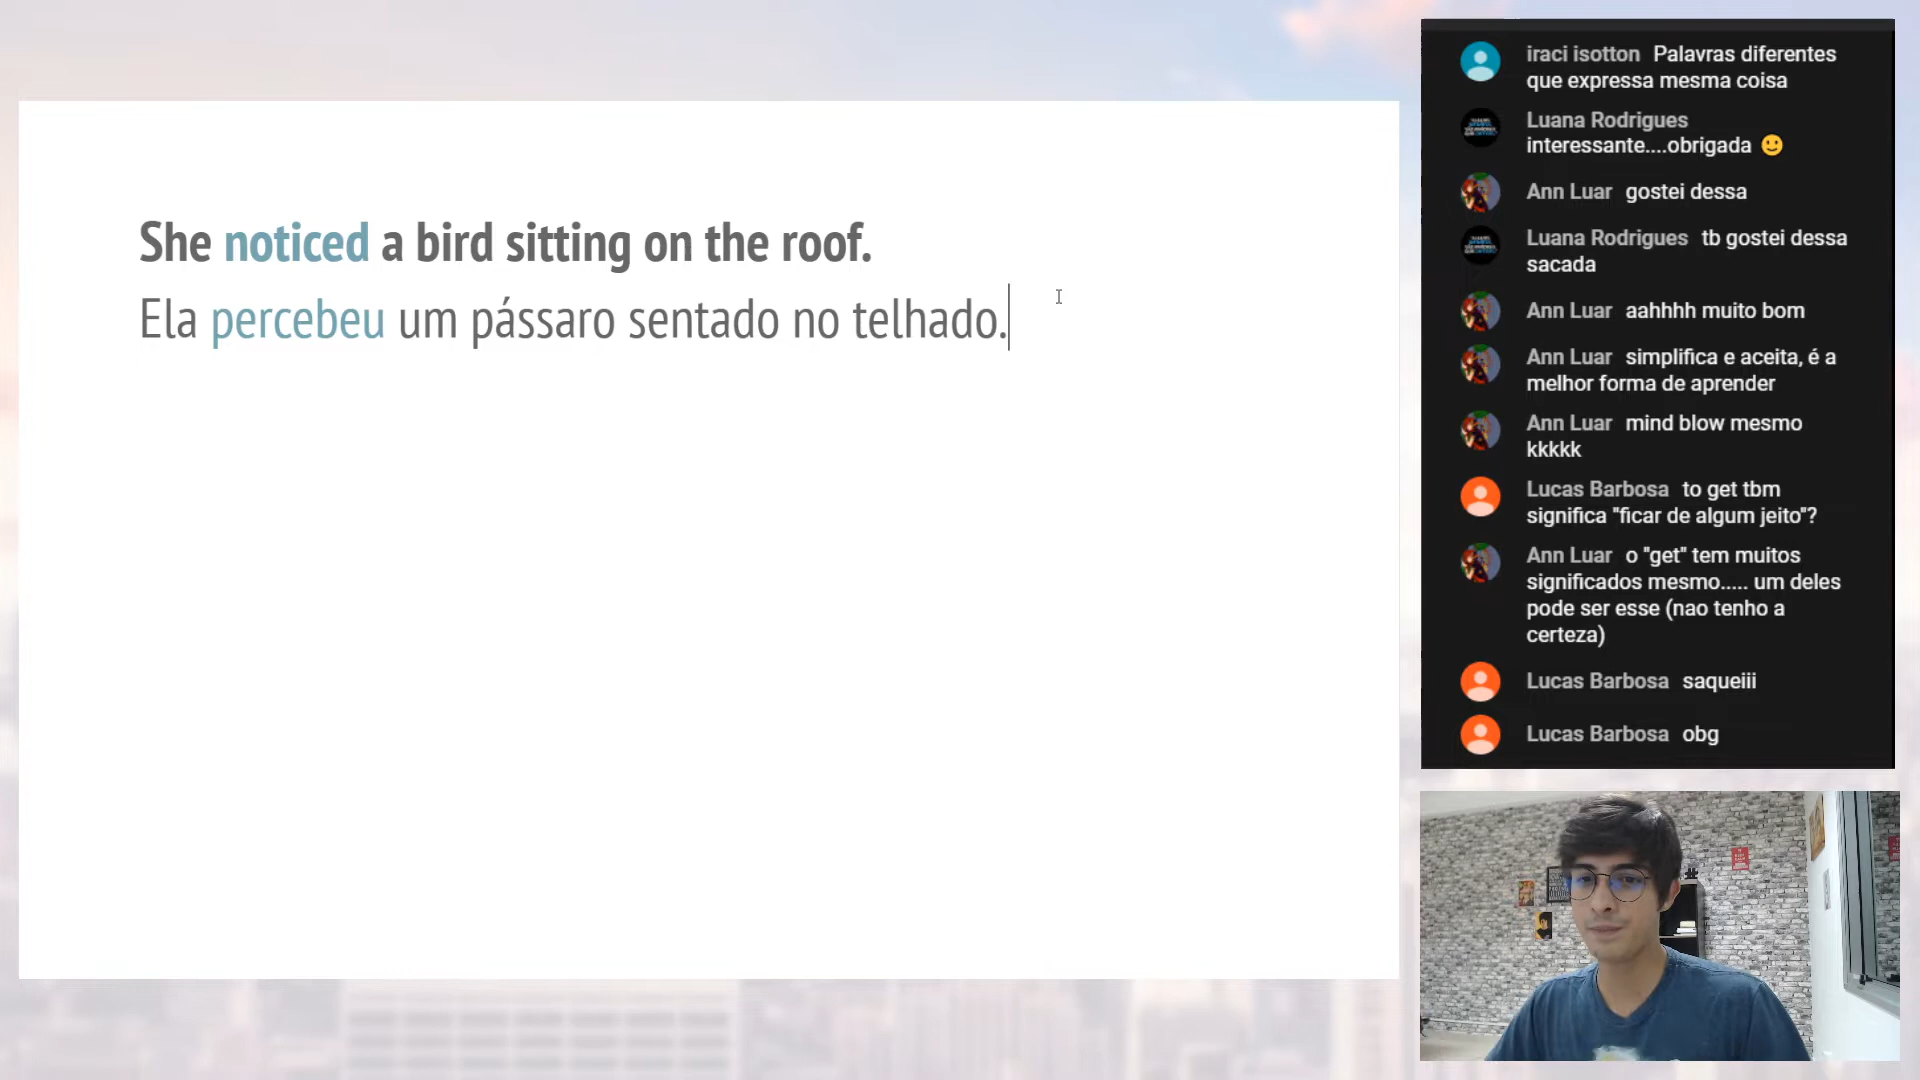 She noticed a bird sitting on the roof.
Ela percebeu um pássaro sentado no telhado.
iraci isotton Palavras diferentes
que expressa mesma coisa
Luana Rodrigues
interessante....obrigada 🙂
Ann Luar gostei dessa
Luana Rodrigues tb gostei dessa
sacada
Ann Luar aahhhh muito bom
Ann Luar simplifica e aceita, é a
melhor forma de aprender
Ann Luar mind blow mesmo
kkkkk
Lucas Barbosa to get tbm
significa "ficar de algum jeito"?
Ann Luar o "get" tem muitos
significados mesmo..... um deles
pode ser esse (nao tenho a
certeza)
Lucas Barbosa saqueiii
Lucas Barbosa obg